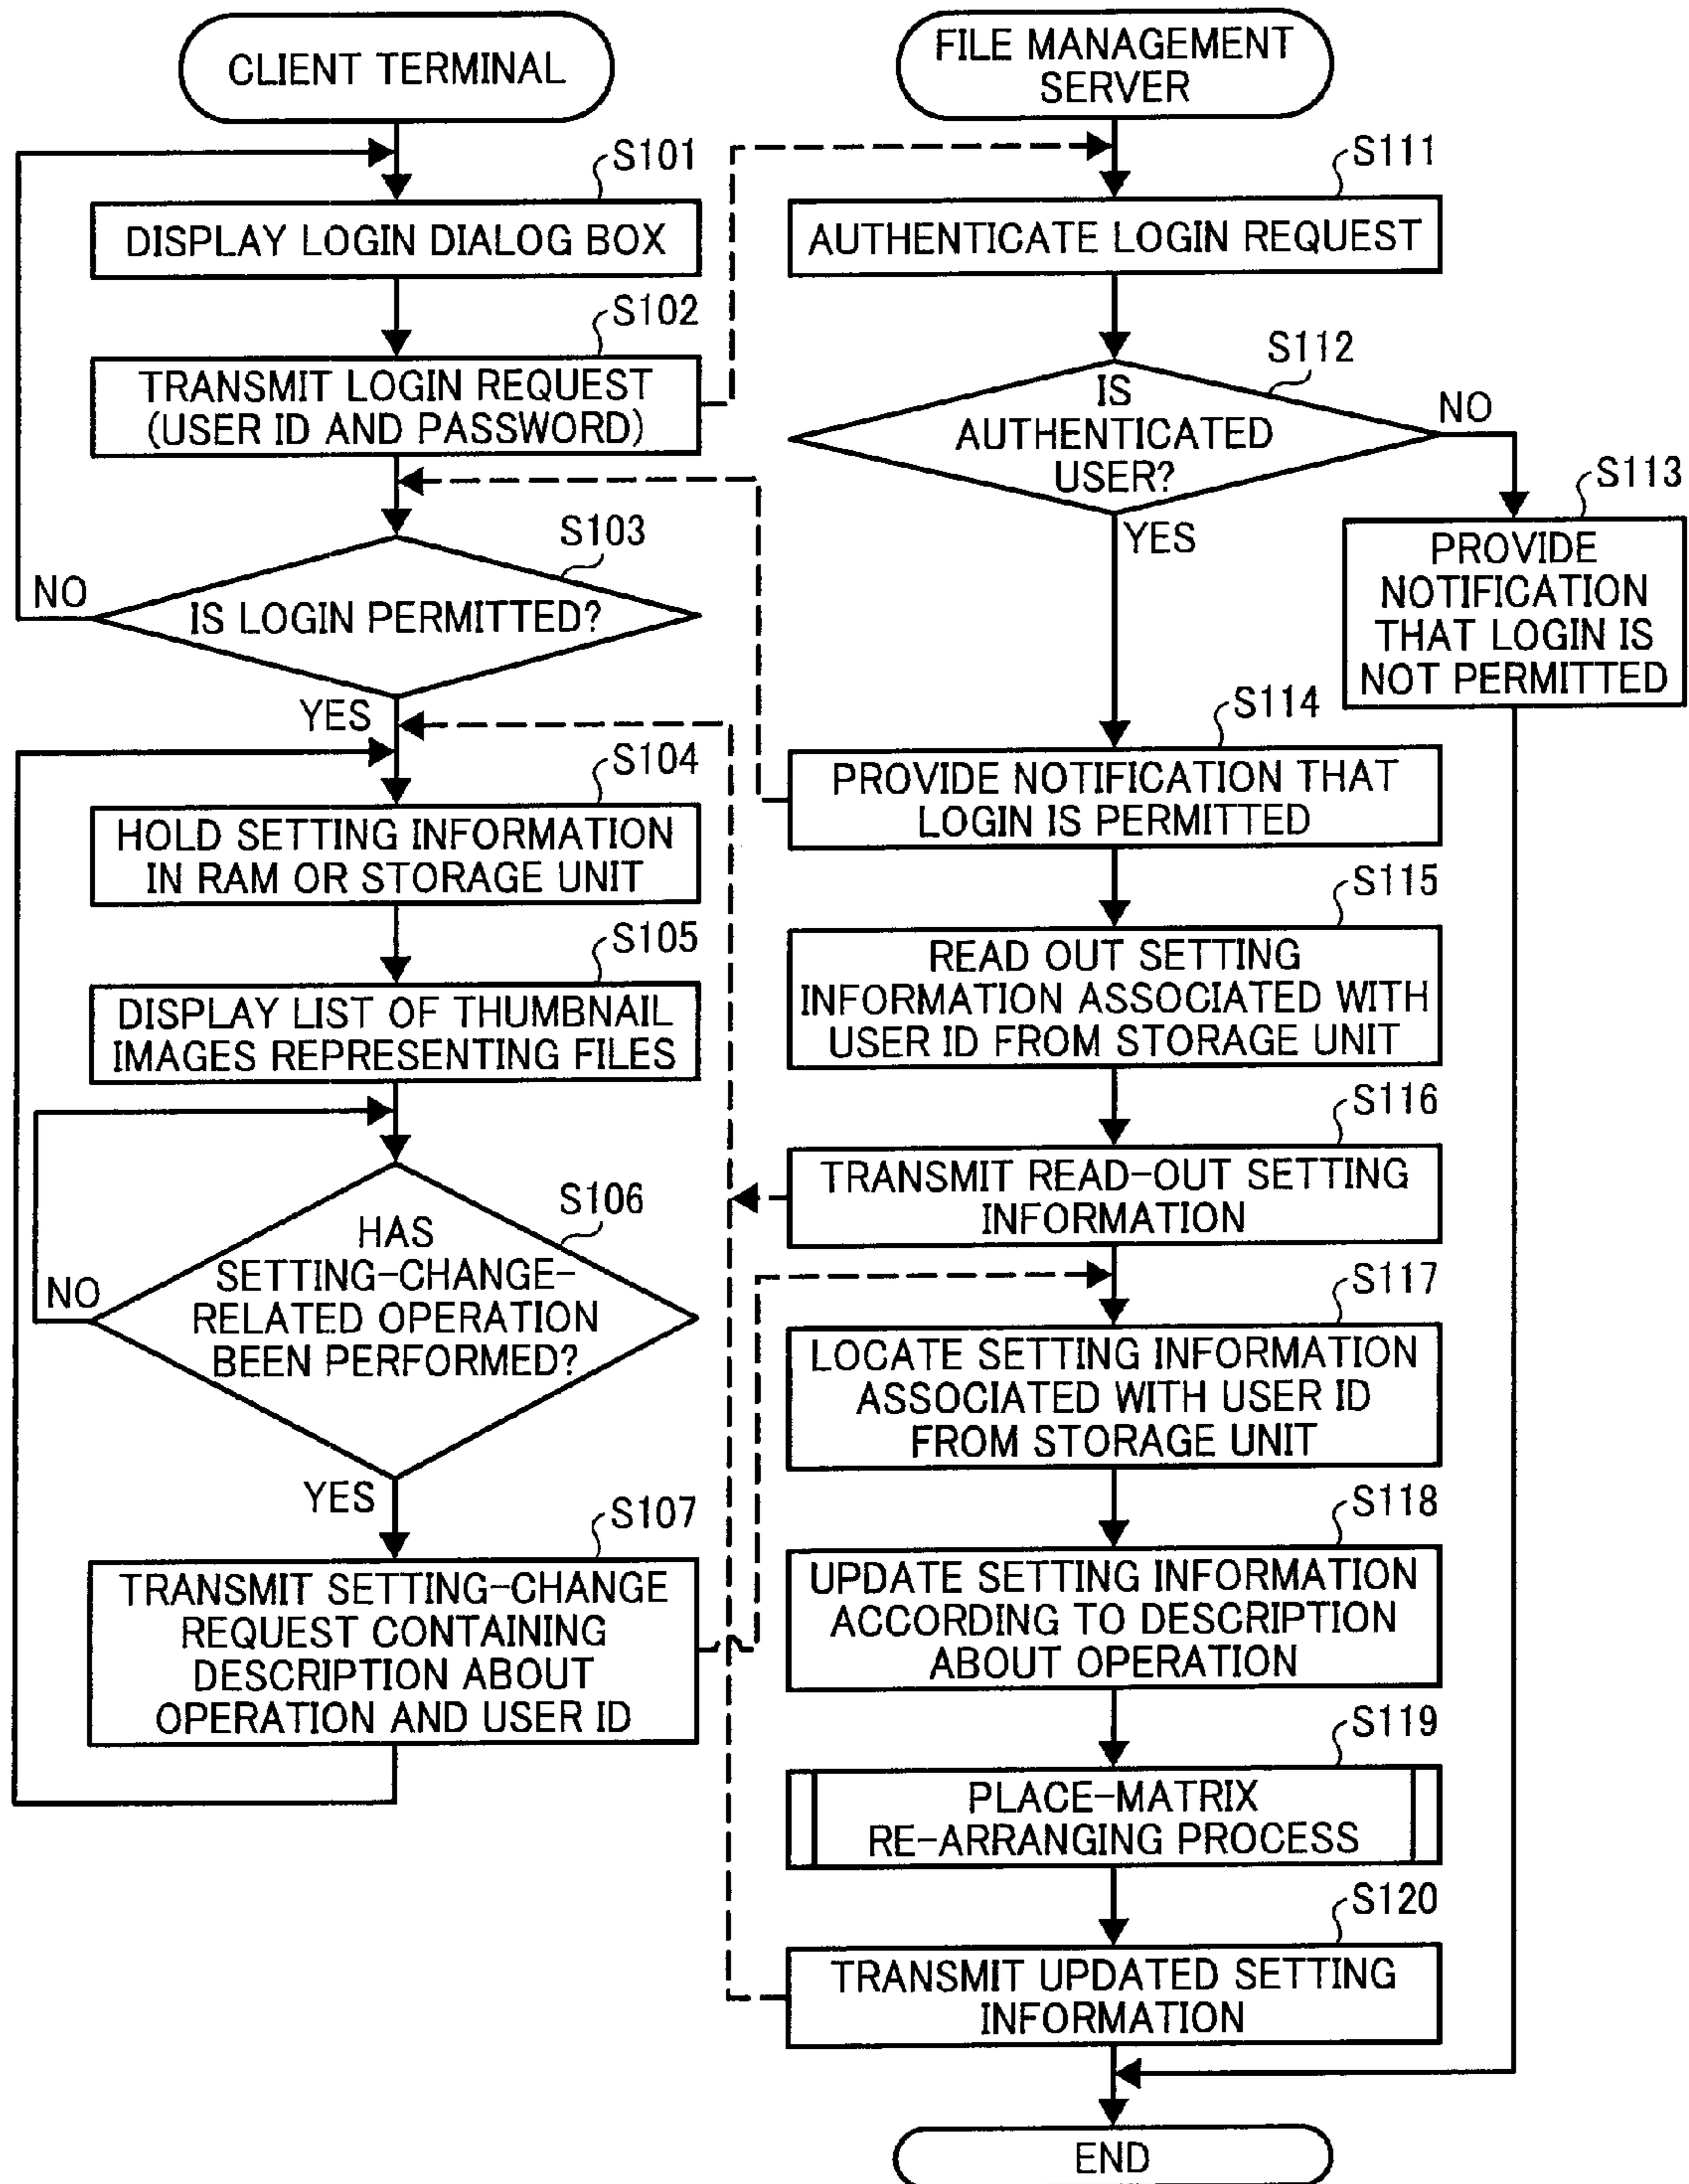 CLIENT TERMINAL
S101
DISPLAY LOGIN DIALOG BOX
S102
TRANSMIT LOGIN REQUEST
(USER ID AND PASSWORD)
S103
IS LOGIN PERMITTED?
NO
YES
S104
HOLD SETTING INFORMATION
IN RAM OR STORAGE UNIT
S105
DISPLAY LIST OF THUMBNAIL
IMAGES REPRESENTING FILES
S106
HAS
SETTING-CHANGE-
RELATED OPERATION
BEEN PERFORMED?
NO
YES
S107
TRANSMIT SETTING-CHANGE
REQUEST CONTAINING
DESCRIPTION ABOUT
OPERATION AND USER ID
FILE MANAGEMENT
SERVER
S111
AUTHENTICATE LOGIN REQUEST
S112
IS
AUTHENTICATED
USER?
NO
YES
S113
PROVIDE
NOTIFICATION
THAT LOGIN IS
NOT PERMITTED
S114
PROVIDE NOTIFICATION THAT
LOGIN IS PERMITTED
S115
READ OUT SETTING
INFORMATION ASSOCIATED WITH
USER ID FROM STORAGE UNIT
S116
TRANSMIT READ-OUT SETTING
INFORMATION
S117
LOCATE SETTING INFORMATION
ASSOCIATED WITH USER ID
FROM STORAGE UNIT
S118
UPDATE SETTING INFORMATION
ACCORDING TO DESCRIPTION
ABOUT OPERATION
S119
PLACE-MATRIX
RE-ARRANGING PROCESS
S120
TRANSMIT UPDATED SETTING
INFORMATION
END